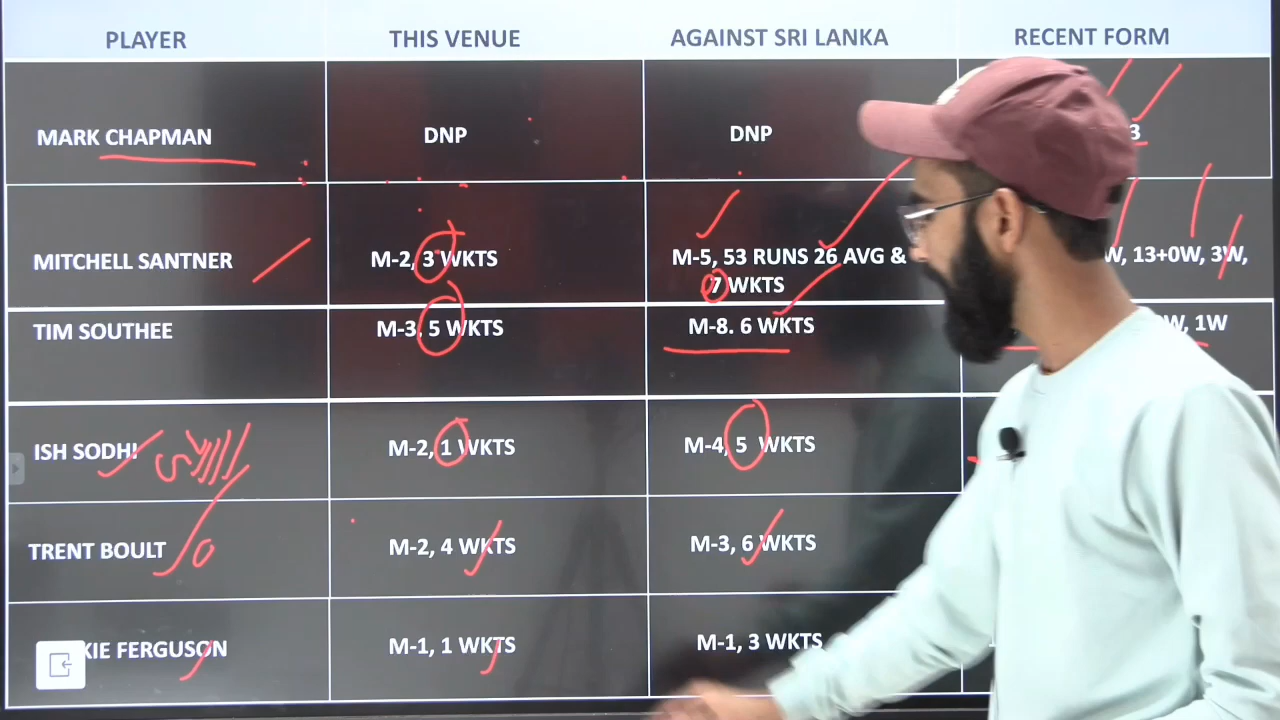 PLAYER THIS VENUE AGAINST SRI LANKA RECENT FORM
MARK CHAPMAN DNP DNP 3
MITCHELL SANTNER M-2, 3 WKTS M-5, 53 RUNS 26 AVG & W, 13+0W, 3W,
7 WKTS
TIM SOUTHEE M-3, 5 WKTS M-8. 6 WKTS W, 1W
ISH SODHI M-2, 1 WKTS M-4, 5 WKTS
TRENT BOULT M-2, 4 WKTS M-3, 6 WKTS
KIE FERGUSON M-1, 1 WKTS M-1, 3 WKTS